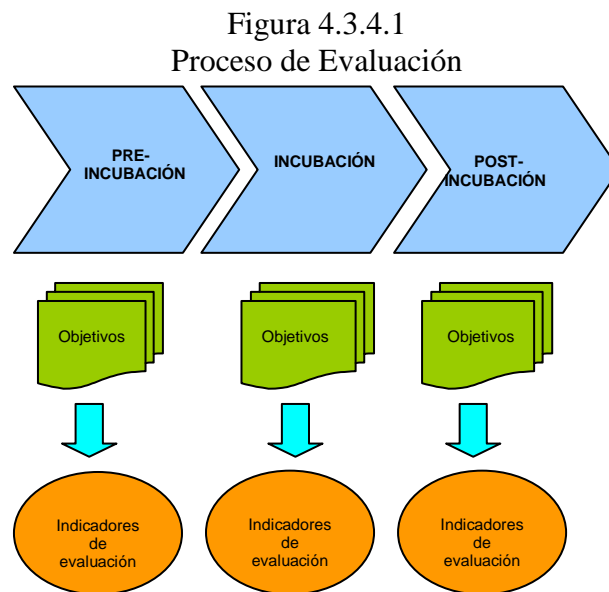 Figura 4.3.4.1
Proceso de Evaluación
PRE-
INCUBACIÓN
INCUBACIÓN
POST-
INCUBACIÓN
Objetivos
Objetivos
Objetivos
Indicadores
de
evaluación
Indicadores
de
evaluación
Indicadores
de
evaluación